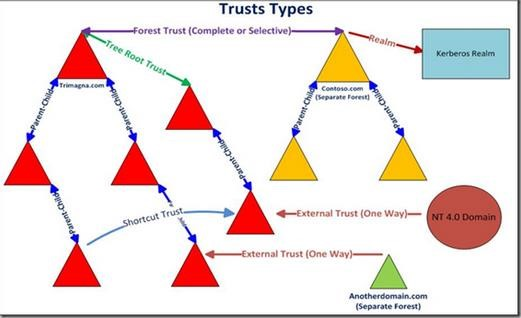 Trusts Types
Forest Trust (Complete or Selective)
Realm
Kerberos Realm
Tree Root Trust
Trimagna.com
Contoso.com
(Separate Forest)
Parent-Child
Parent-Child
Parent-Child
Parent-Child
Parent-Child
Parent-Child
Shortcut Trust
External Trust (One Way)
NT 4.0 Domain
External Trust (One Way)
Anotherdomain.com
(Separate Forest)